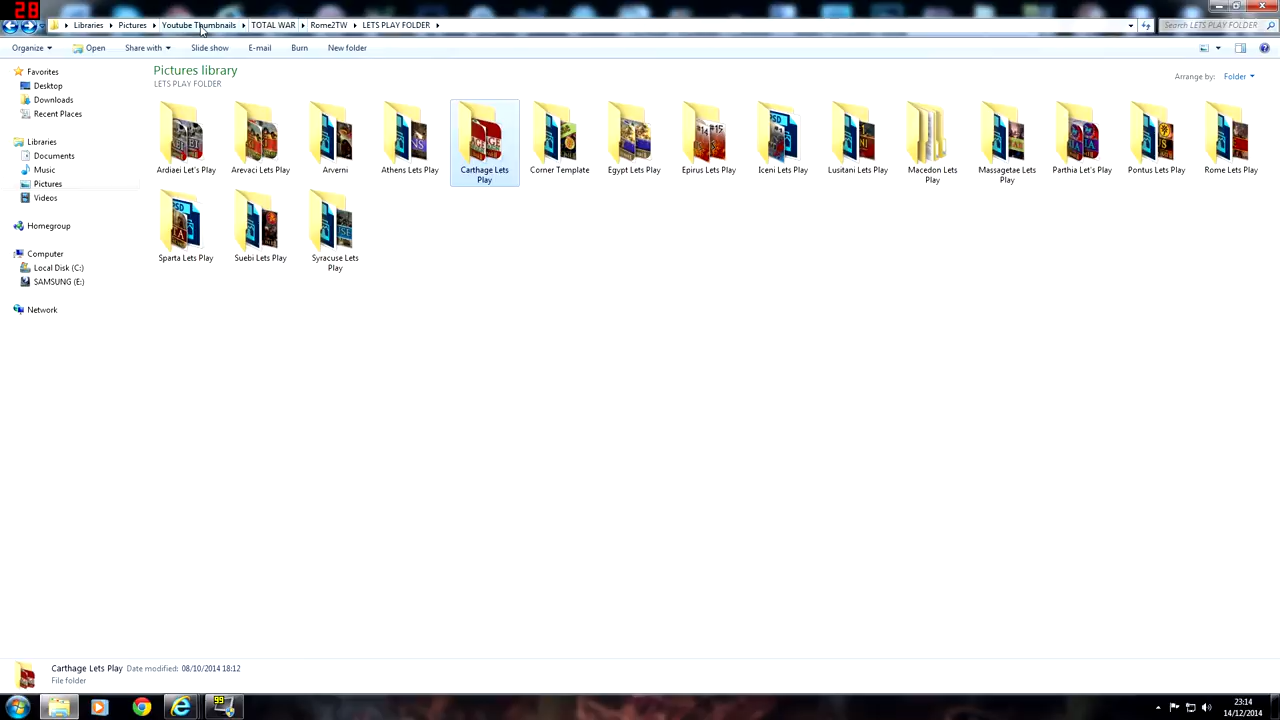 28
Libraries Pictures Youtube Thumbnails TOTAL WAR Rome2TW LETS PLAY FOLDER Search LETS PLAY FOLDER
Organize Open Share with Slide show E-mail Burn New folder
Favorites
Desktop
Downloads
Recent Places
Libraries
Documents
Music
Pictures
Videos
Homegroup
Computer
Local Disk (C:)
SAMSUNG (E:)
Network
Pictures library
LETS PLAY FOLDER
Arrange by: Folder
Ardiaei Let's Play
Arevaci Lets Play
Arverni
Athens Lets Play
Carthage Lets
Play
Corner Template
Egypt Lets Play
Epirus Lets Play
Iceni Lets Play
Lusitani Lets Play
Macedon Lets
Play
Massagetae Lets
Play
Parthia Let's Play
Pontus Lets Play
Rome Lets Play
Sparta Lets Play
Suebi Lets Play
Syracuse Lets
Play
Carthage Lets Play Date modified: 08/10/2014 18:12
File folder
99
23:14
14/12/2014